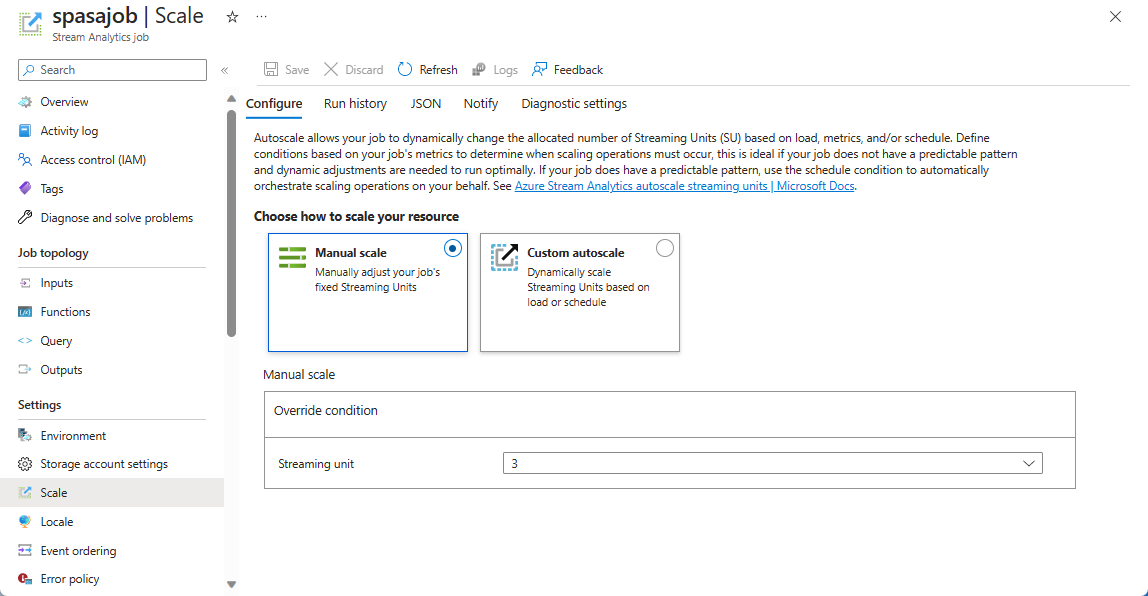 spasajob | Scale
Stream Analytics job
Search
Save
Discard
Refresh
Logs
Feedback
Overview
Activity log
Access control (IAM)
Tags
Diagnose and solve problems
Job topology
Inputs
Functions
Query
Outputs
Settings
Environment
Storage account settings
Scale
Locale
Event ordering
Error policy
Configure
Run history
JSON
Notify
Diagnostic settings
Autoscale allows your job to dynamically change the allocated number of Streaming Units (SU) based on load, metrics, and/or schedule. Define
conditions based on your job's metrics to determine when scaling operations must occur, this is ideal if your job does not have a predictable pattern
and dynamic adjustments are needed to run optimally. If your job does have a predictable pattern, use the schedule condition to automatically
orchestrate scaling operations on your behalf. See Azure Stream Analytics autoscale streaming units | Microsoft Docs.
Choose how to scale your resource
Manual scale
Manually adjust your job's
fixed Streaming Units
Custom autoscale
Dynamically scale
Streaming Units based on
load or schedule
Manual scale
Override condition
Streaming unit
3